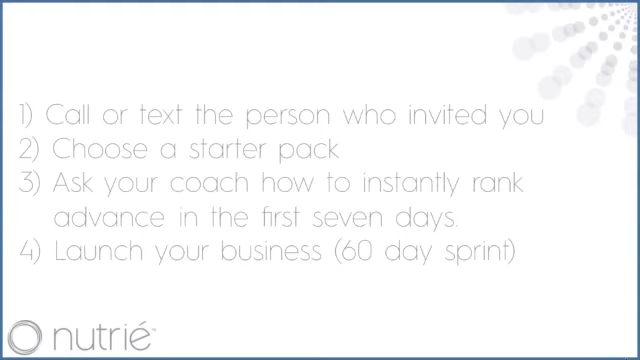 1) Call or text the person who invited you
2) Choose a starter pack
3) Ask your coach how to instantly rank
advance in the first seven days.
4) Launch your business (60 day sprint)
nutrié™